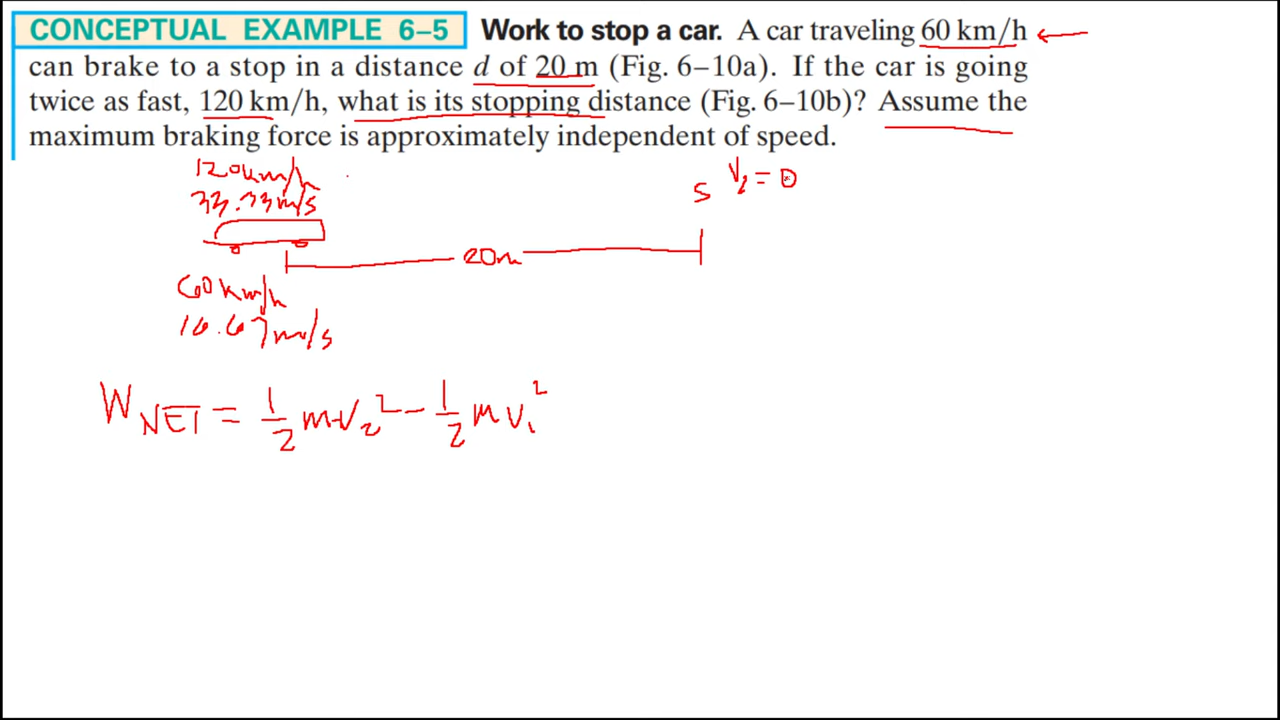 CONCEPTUAL EXAMPLE 6–5 Work to stop a car. A car traveling 60 km/h
can brake to a stop in a distance d of 20 m (Fig. 6–10a). If the car is going
twice as fast, 120 km/h, what is its stopping distance (Fig. 6–10b)? Assume the
maximum braking force is approximately independent of speed.
120km/h
33.33m/s
S V₂ = 0
20m
60km/h
16.67m/s
W NET = 1/2 mv₂² - 1/2 mv₁²